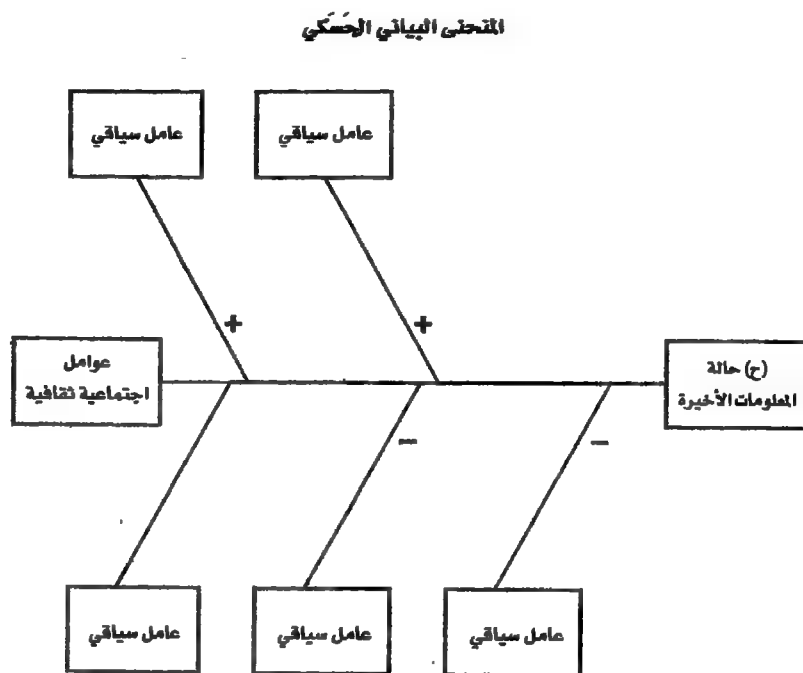 المنحنى البياني الحَسَكي
عامل سياقي
عامل سياقي
+
+
عوامل
اجتماعية ثقافية
(ح) حالة
المعلومات الأخيرة
−
−
عامل سياقي
عامل سياقي
عامل سياقي